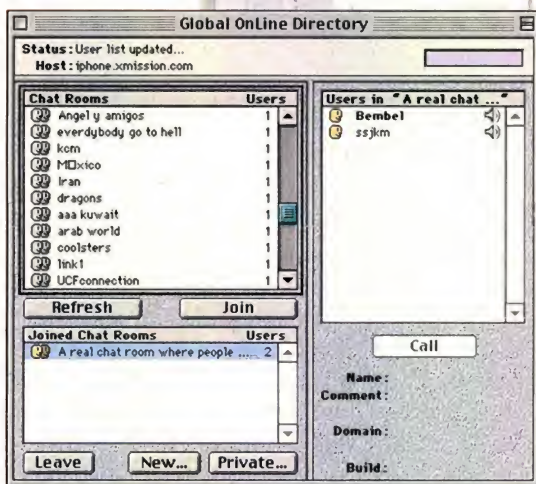 Global OnLine Directory
Status: User list updated...
Host: iphone.xmission.com
Chat Rooms Users
Angel y amigos 1
everdybody go to hell 1
kcm 1
M□xico 1
Iran 1
dragons 1
aaa kuwait 1
arab world 1
coolsters 1
link1 1
UCFconnection 1
Refresh Join
Joined Chat Rooms Users
A real chat room where people ..... 2
Leave New... Private...
Users in "A real chat ..."
Bembel
ssjkm
Call
Name:
Comment:
Domain:
Build: